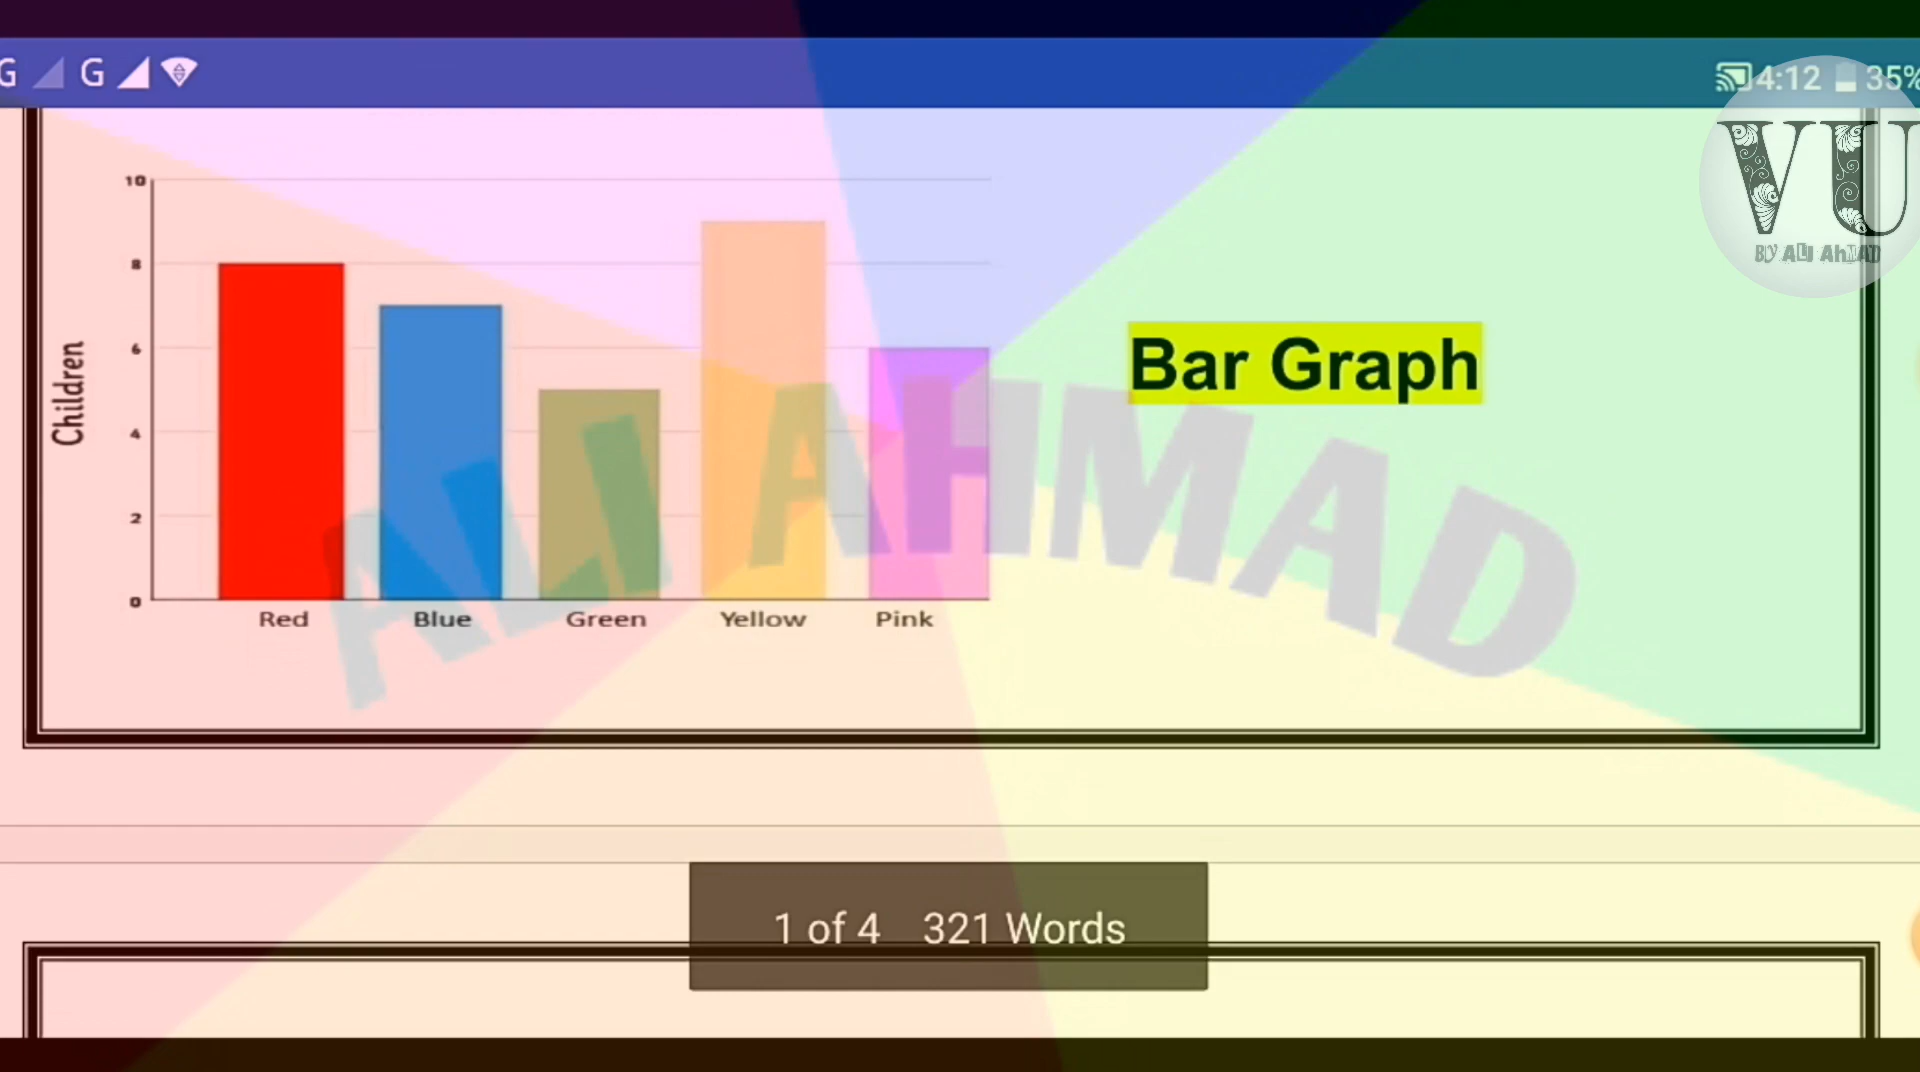 G G 4:12 35%
VU
By ALI AhMAD
10
8
6
4
2
0
Children
Red Blue Green Yellow Pink
Bar Graph
ALI AHMAD
1 of 4 321 Words